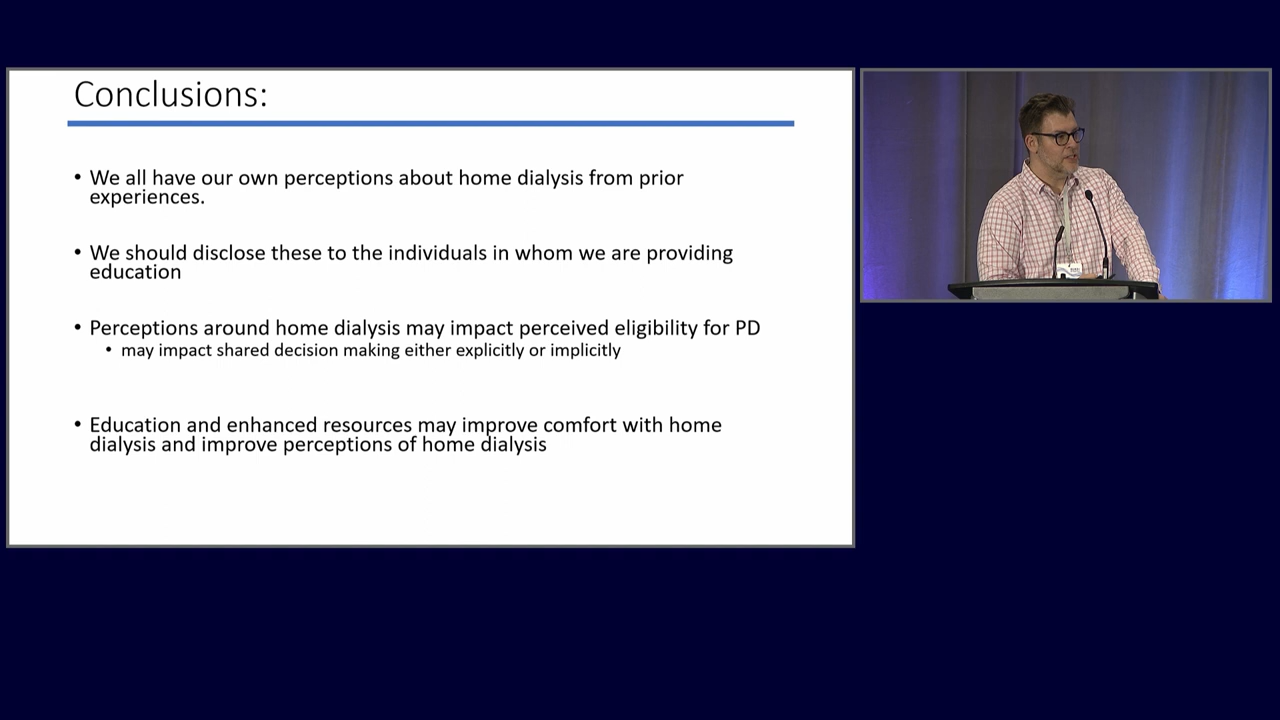 Conclusions:
• We all have our own perceptions about home dialysis from prior
experiences.
• We should disclose these to the individuals in whom we are providing
education
• Perceptions around home dialysis may impact perceived eligibility for PD
• may impact shared decision making either explicitly or implicitly
• Education and enhanced resources may improve comfort with home
dialysis and improve perceptions of home dialysis